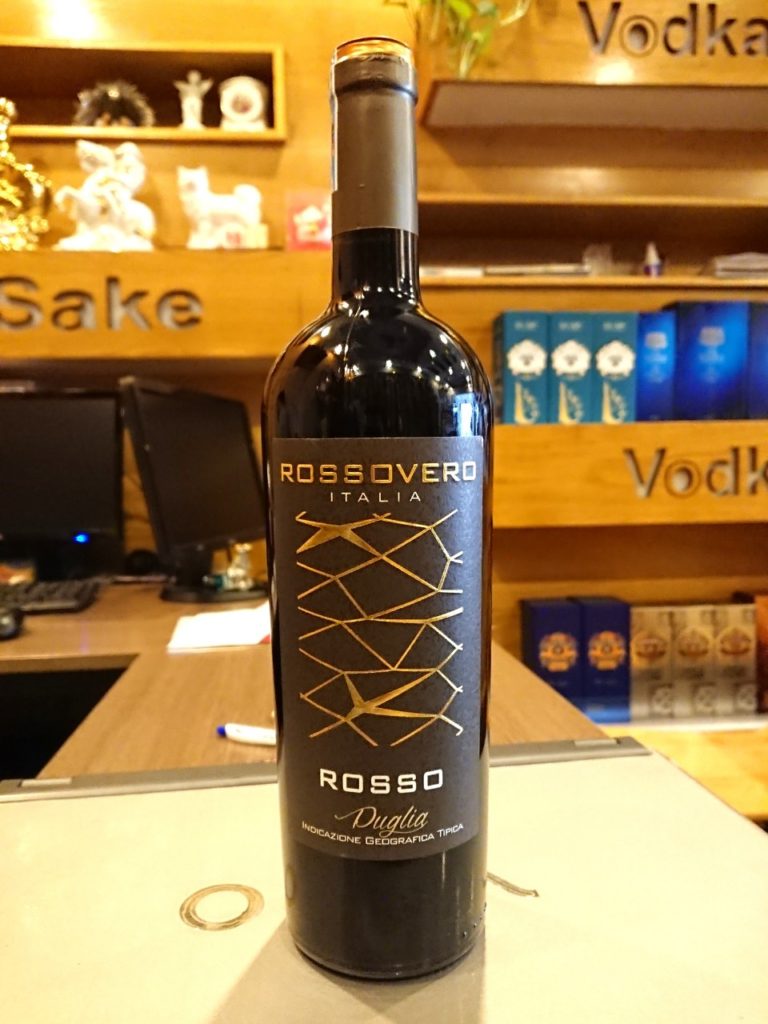 Vodka
Sake
Vodk
ROSSOVERO
ITALIA
ROSSO
Puglia
INDICAZIONE GEOGRAFICA TIPICA